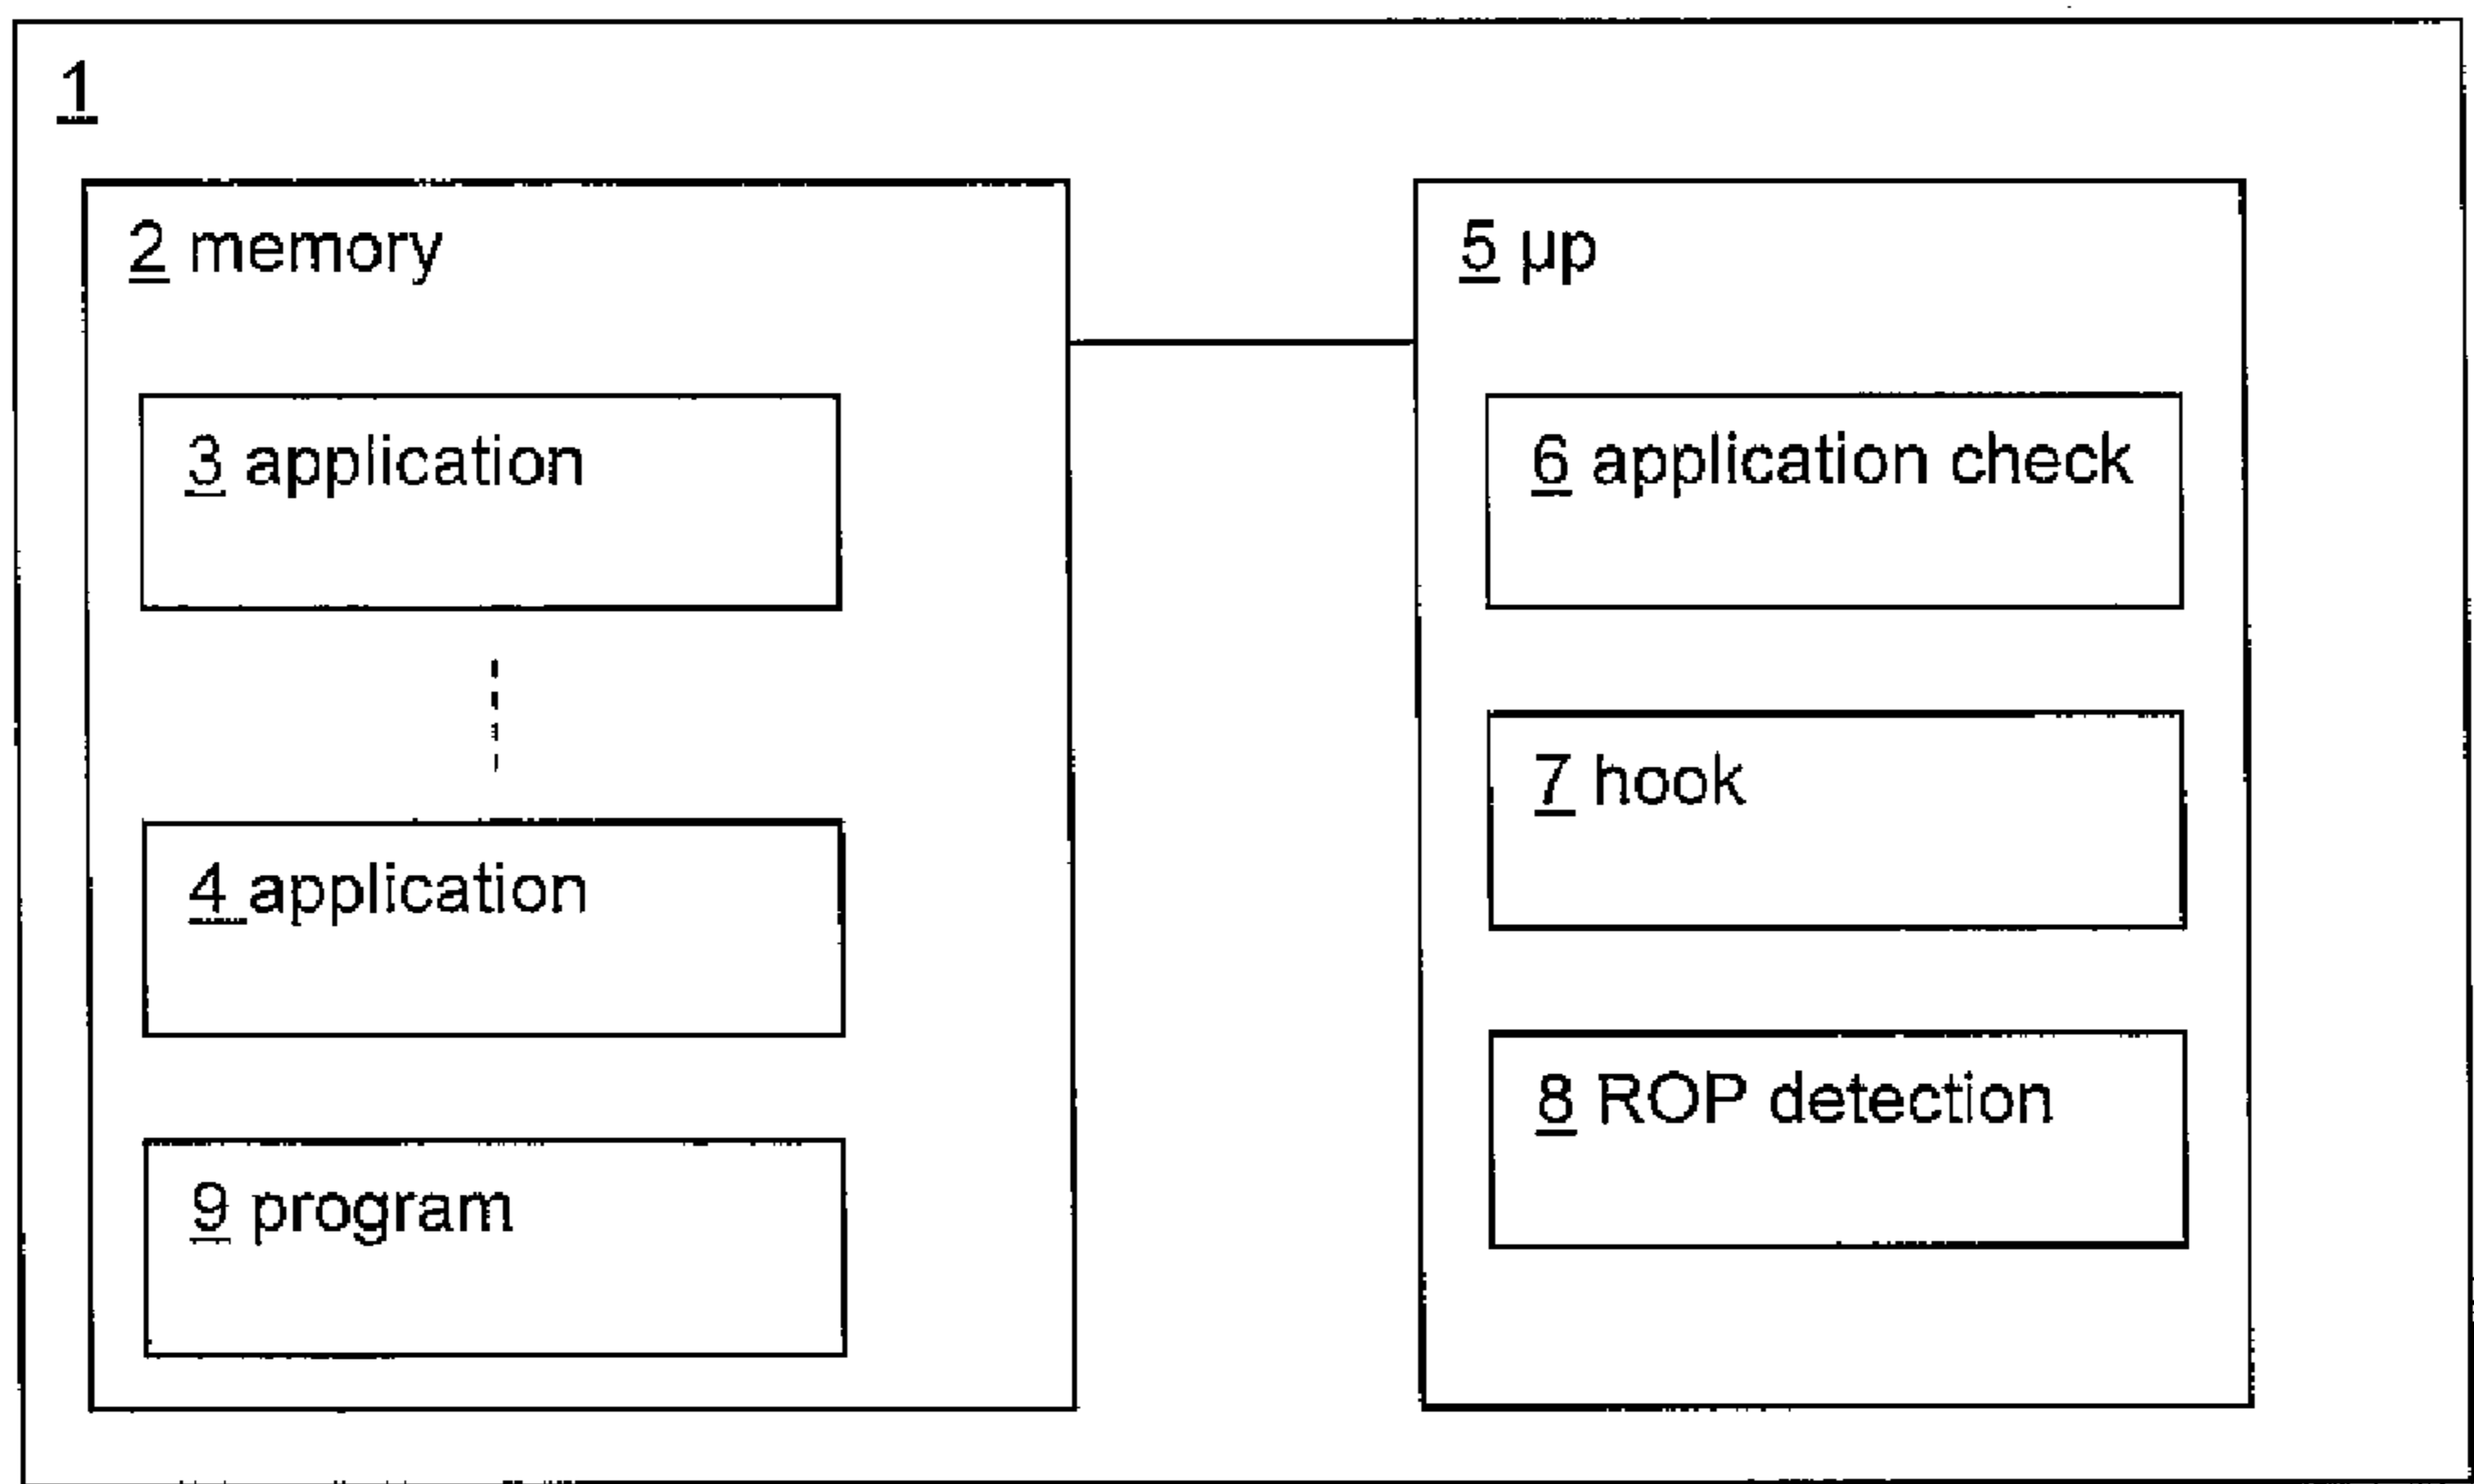 1
2 memory
3 application
4 application
9 program
5 µp
6 application check
7 hook
8 ROP detection